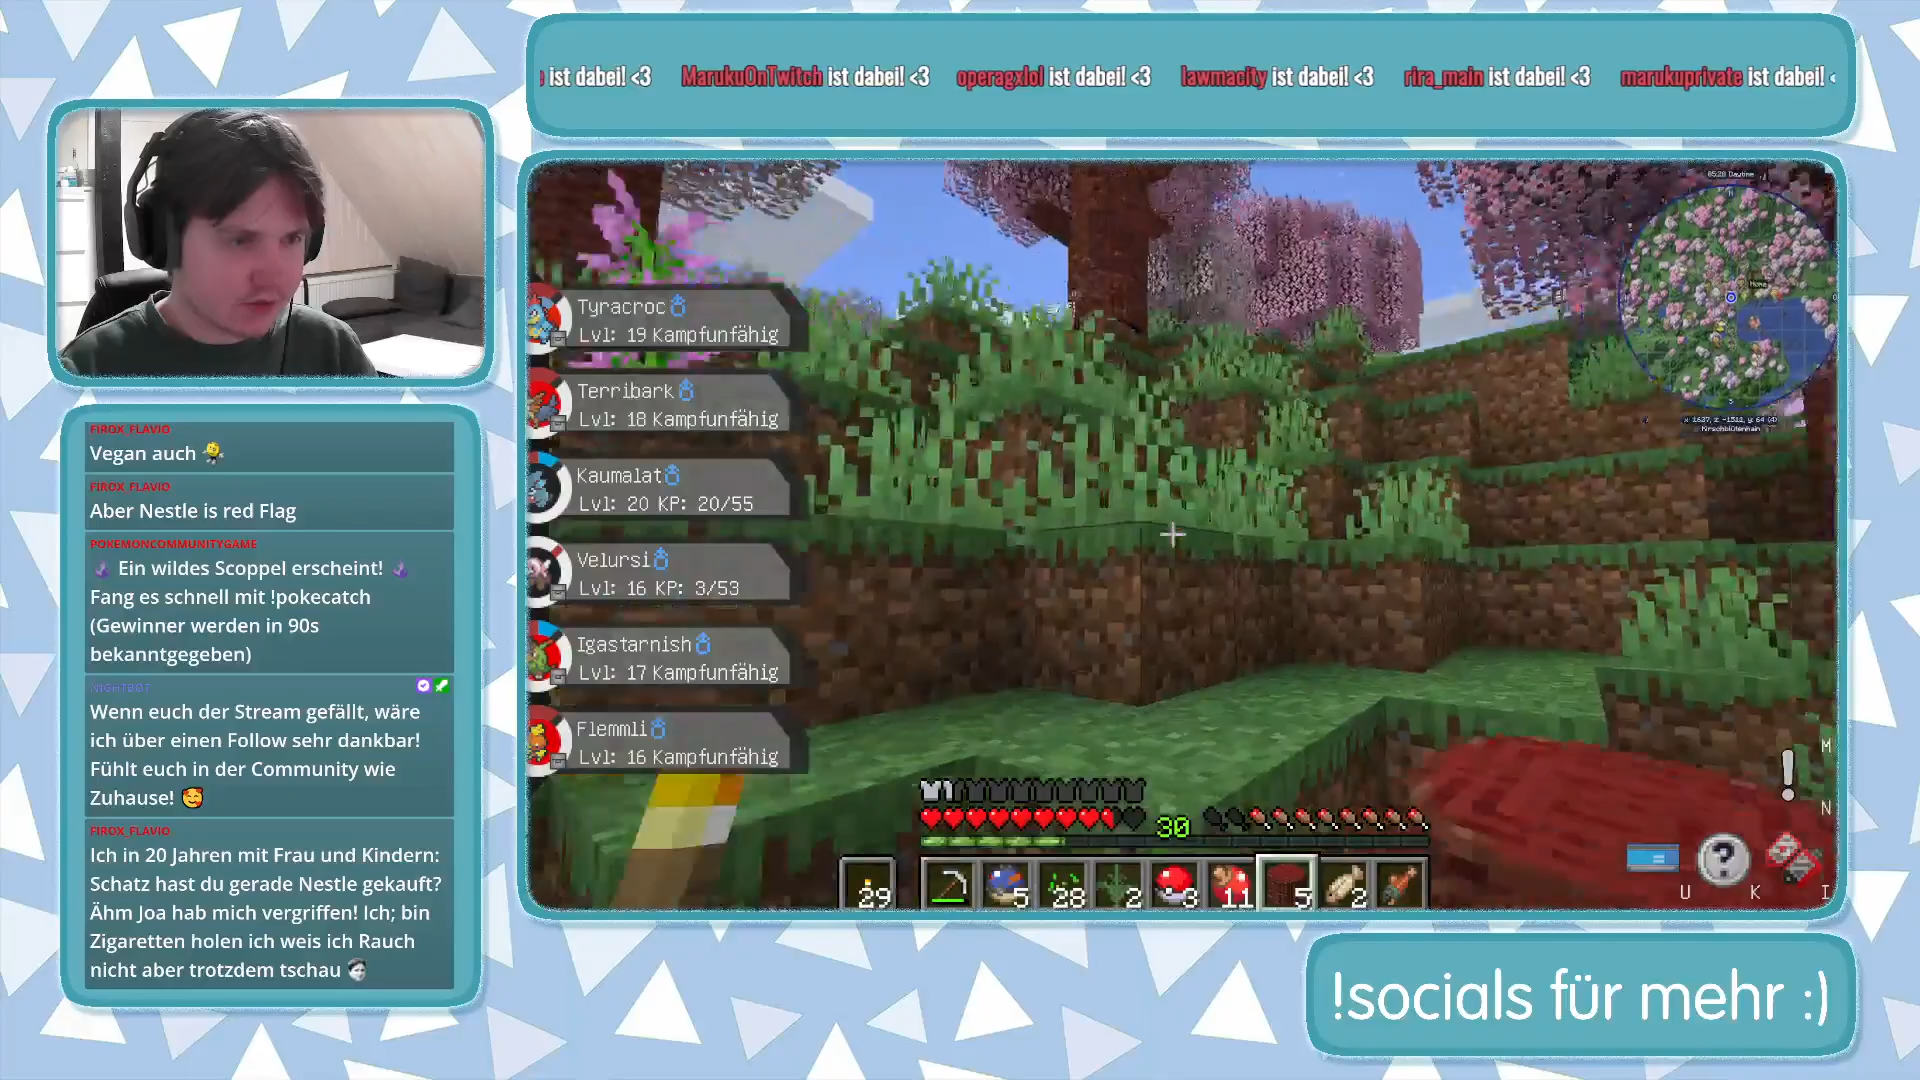 ist dabei! <3 MarukuOnTwitch ist dabei! <3 operagxlol ist dabei! <3 lawmacity ist dabei! <3 rira_main ist dabei! <3 marukuprivate ist dabei!
FIROX_FLAVIO
Vegan auch
FIROX_FLAVIO
Aber Nestle is red Flag
POKEMONCOMMUNITYGAME
Ein wildes Scoppel erscheint!
Fang es schnell mit !pokecatch
(Gewinner werden in 90s
bekanntgegeben)
NIGHTBOT
Wenn euch der Stream gefällt, wäre
ich über einen Follow sehr dankbar!
Fühlt euch in der Community wie
Zuhause!
FIROX_FLAVIO
Ich in 20 Jahren mit Frau und Kindern:
Schatz hast du gerade Nestle gekauft?
Ähm Joa hab mich vergriffen! Ich; bin
Zigaretten holen ich weis ich Rauch
nicht aber trotzdem tschau
Tyracroc
Lvl: 19 Kampfunfähig
Terribark
Lvl: 18 Kampfunfähig
Kaumalat
Lvl: 20 KP: 20/55
Velursi
Lvl: 16 KP: 3/53
Igastarnish
Lvl: 17 Kampfunfähig
Flemmli
Lvl: 16 Kampfunfähig
05:28 Daytime
Home
Kirschblütenhain
30
29 5 28 2 3 11 5 2
M
N
U K I
!socials für mehr :)